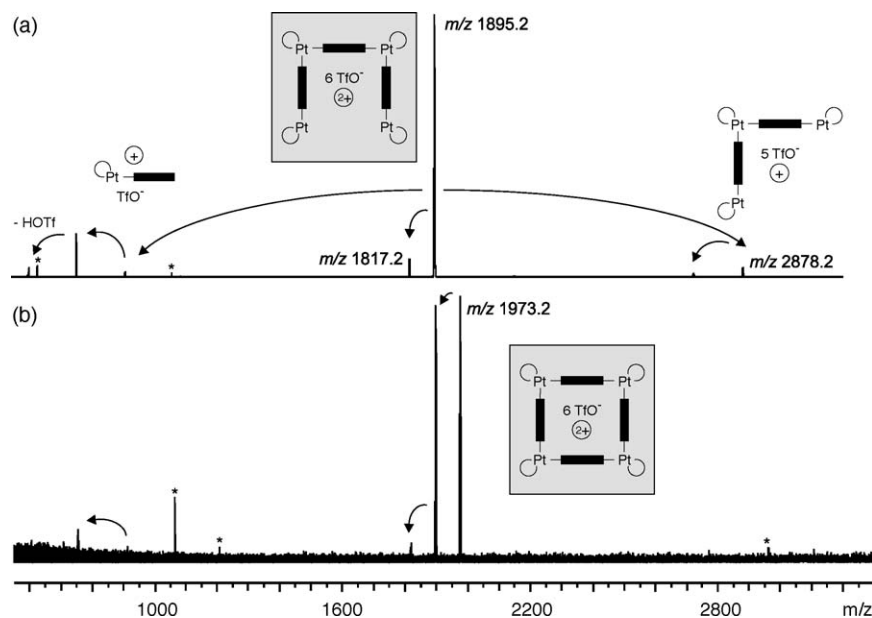 (a)
m/z 1895.2
Pt Pt
6 TfO⁻
2+
Pt Pt
Pt Pt
5 TfO⁻
+
Pt
+
Pt
TfO⁻
- HOTf
*
*
m/z 1817.2
m/z 2878.2
(b)
m/z 1973.2
Pt Pt
6 TfO⁻
2+
Pt Pt
*
*
*
1000 1600 2200 2800 m/z